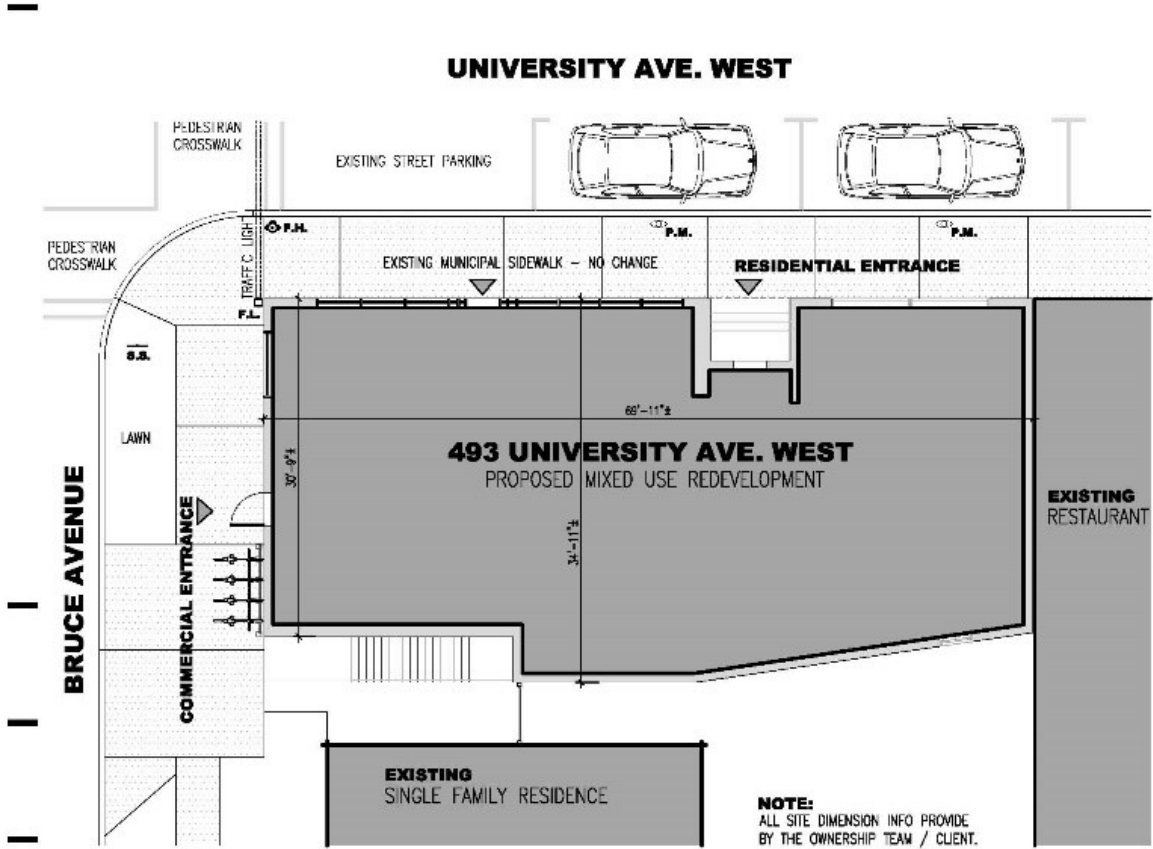 UNIVERSITY AVE. WEST
PEDESTRIAN
CROSSWALK
EXISTING STREET PARKING
PEDESTRIAN
CROSSWALK
TRAFFIC LIGH
F.H.
P.M.
P.M.
EXISTING MUNICIPAL SIDEWALK – NO CHANGE
RESIDENTIAL ENTRANCE
F.L.
S.S.
LAWN
69'-11"±
30'-9"±
34'-11"±
493 UNIVERSITY AVE. WEST
PROPOSED MIXED USE REDEVELOPMENT
BRUCE AVENUE
COMMERCIAL ENTRANCE
EXISTING
RESTAURANT
EXISTING
SINGLE FAMILY RESIDENCE
NOTE:
ALL SITE DIMENSION INFO PROVIDE
BY THE OWNERSHIP TEAM / CLIENT.